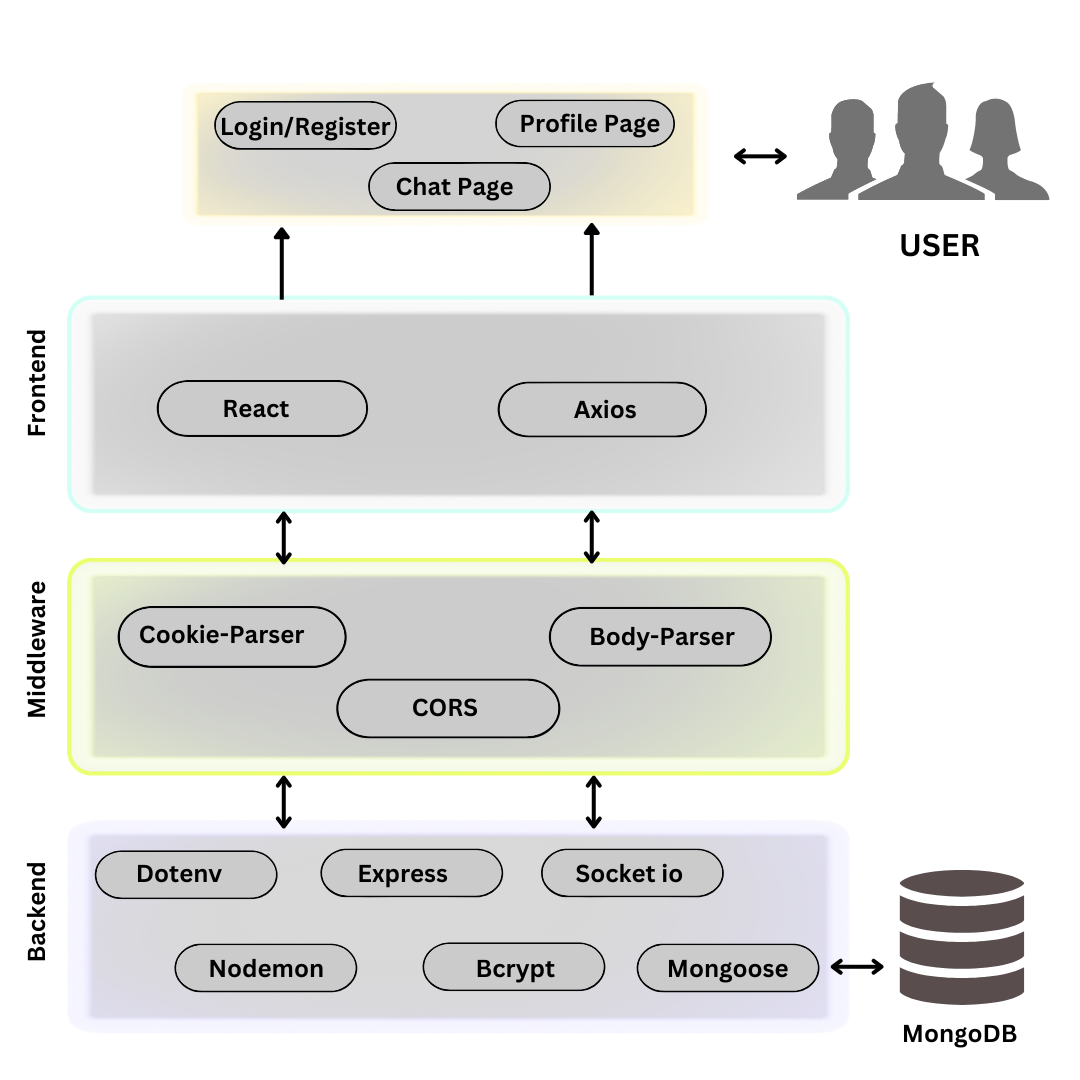 Login/Register
Profile Page
Chat Page
USER
Frontend
React
Axios
Middleware
Cookie-Parser
Body-Parser
CORS
Backend
Dotenv
Express
Socket io
Nodemon
Bcrypt
Mongoose
MongoDB